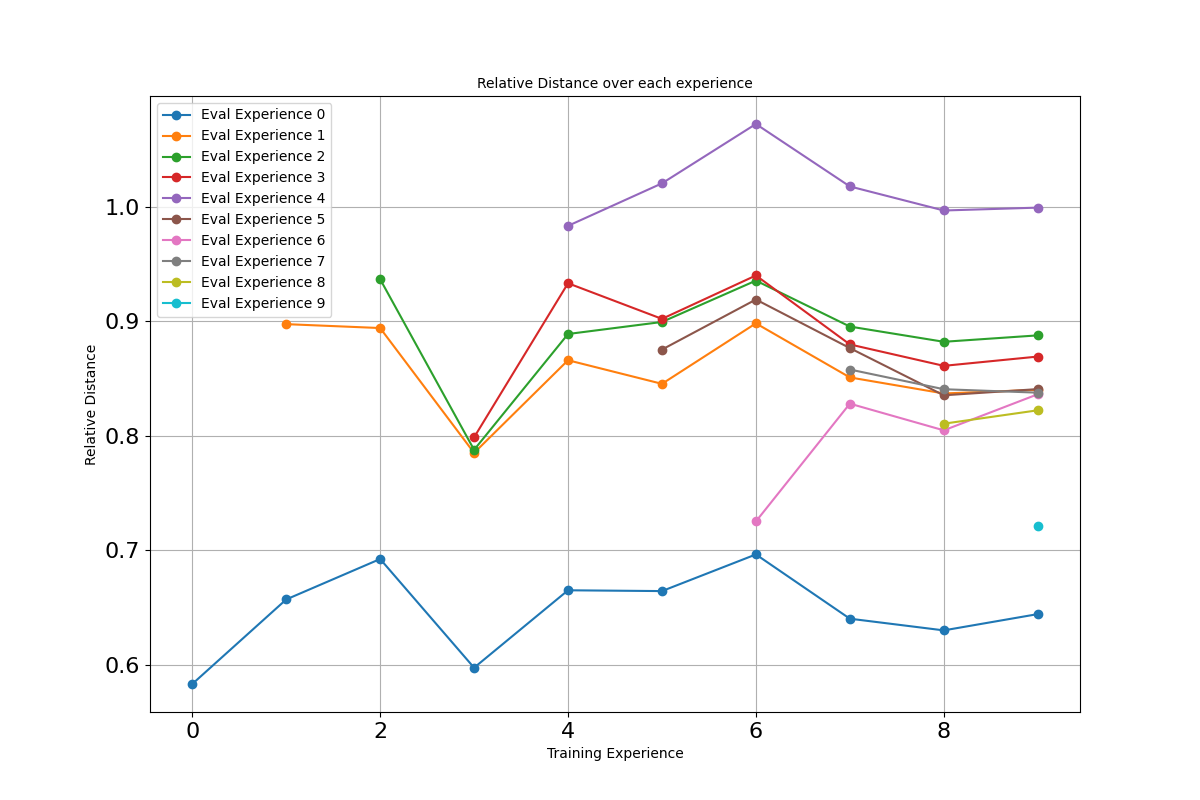 Relative Distance over each experience
Eval Experience 0
Eval Experience 1
Eval Experience 2
Eval Experience 3
Eval Experience 4
Eval Experience 5
Eval Experience 6
Eval Experience 7
Eval Experience 8
Eval Experience 9
1.0
0.9
0.8
0.7
0.6
Relative Distance
0 2 4 6 8
Training Experience